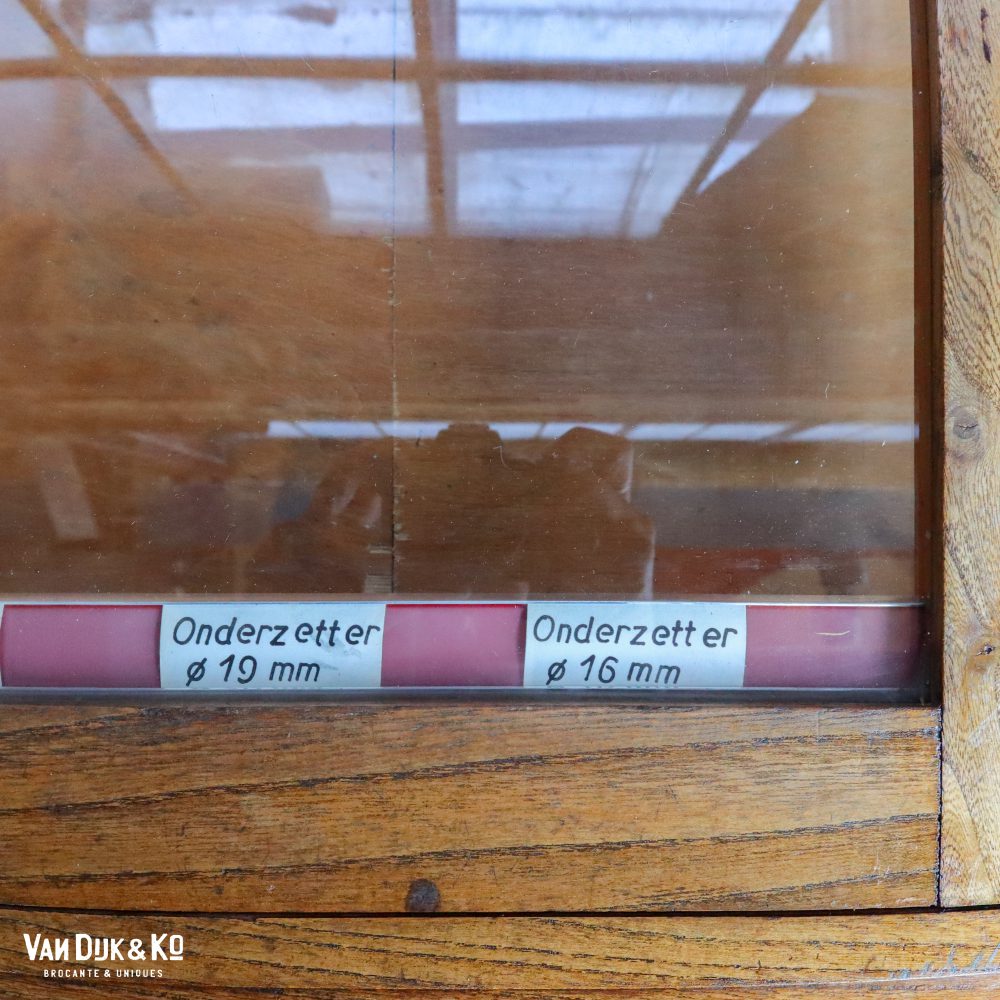 Onderzetter
ø 19 mm
Onderzetter
ø 16 mm
VAN DIJK & KO
BROCANTE & UNIQUES